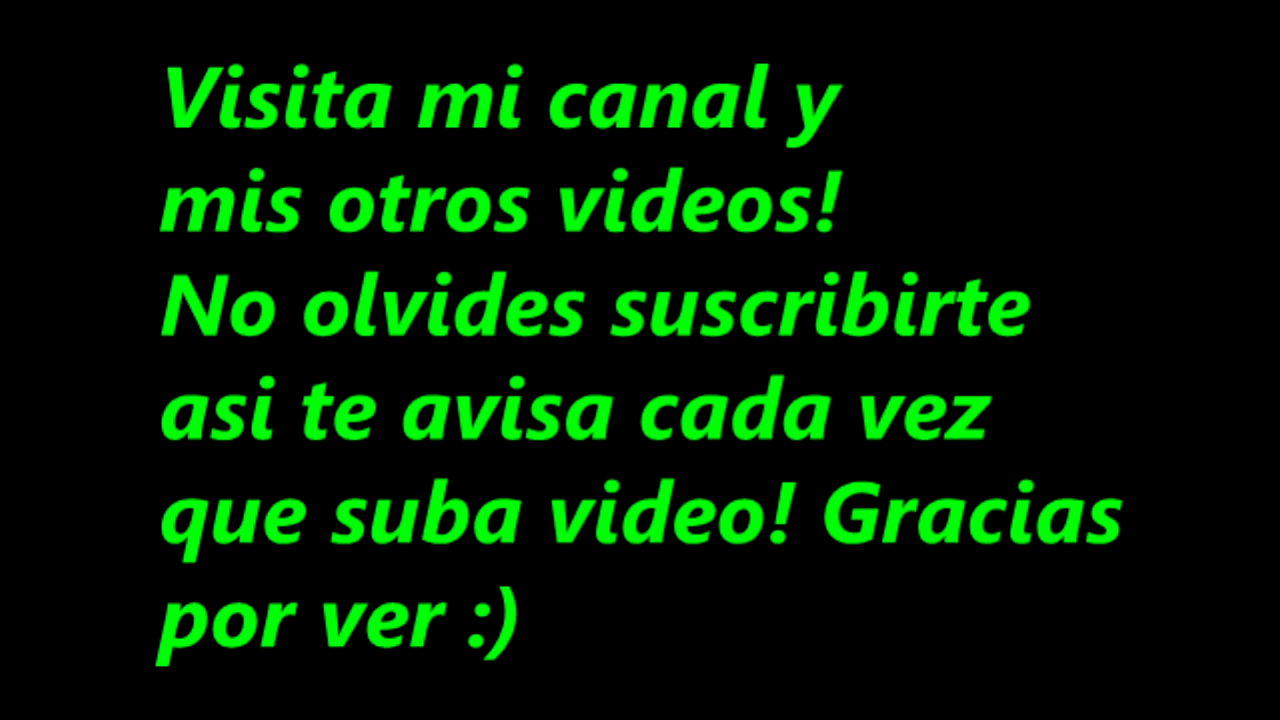 Visita mi canal y
mis otros videos!
No olvides suscribirte
asi te avisa cada vez
que suba video! Gracias
por ver :)